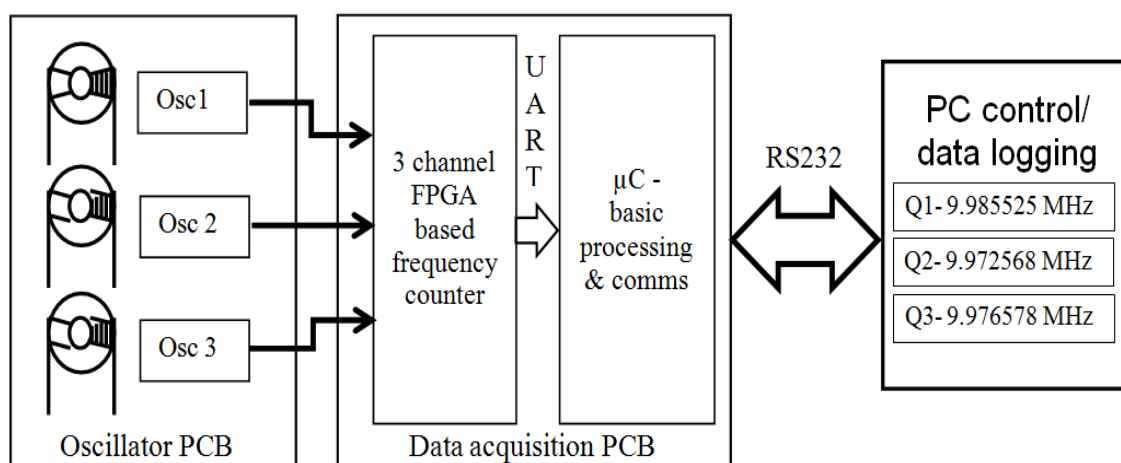 Osc1
Osc 2
Osc 3
Oscillator PCB
3 channel
FPGA
based
frequency
counter
U
A
R
T
µC -
basic
processing
& comms
Data acquisition PCB
RS232
PC control/
data logging
Q1- 9.985525 MHz
Q2- 9.972568 MHz
Q3- 9.976578 MHz